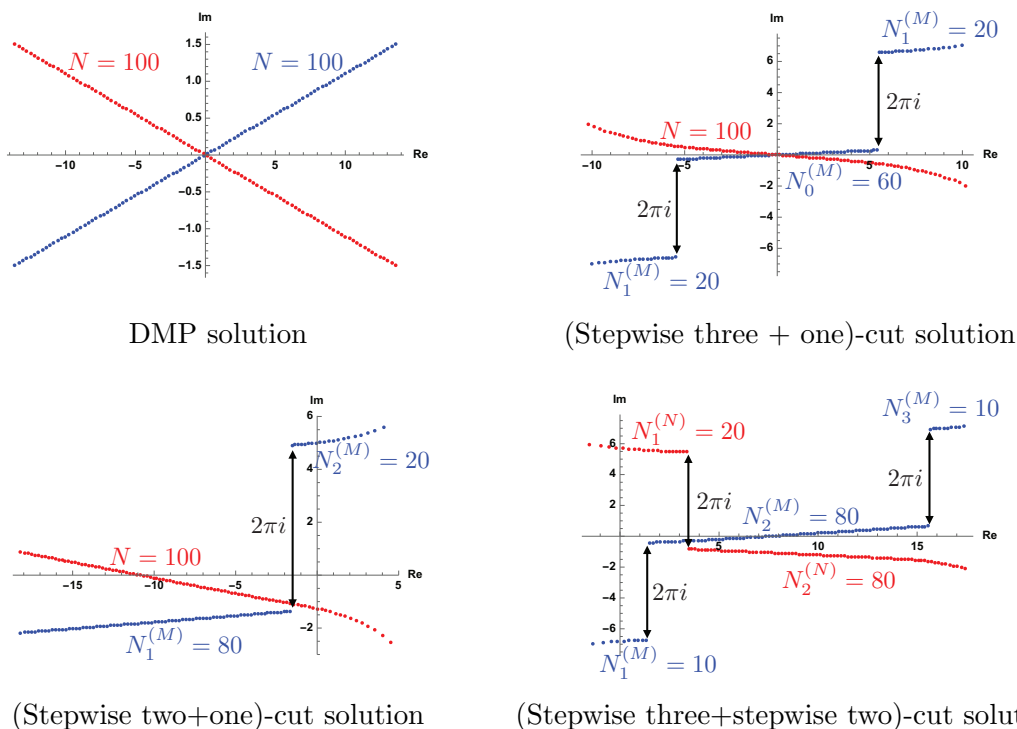 Im
1.5
N = 100
N = 100
1.0
0.5
-10
-5
5
10
Re
-0.5
-1.0
-1.5
DMP solution
Im
N_1^{(M)} = 20
6
4
2πi
N = 100
2
-10
-5
5
10
Re
N_0^{(M)} = 60
-2
2πi
-4
-6
N_1^{(M)} = 20
(Stepwise three + one)-cut solution
Im
6
N_2^{(M)} = 20
4
2πi
2
N = 100
-15
-10
-5
5
Re
-2
N_1^{(M)} = 80
(Stepwise two+one)-cut solution
Im
N_3^{(M)} = 10
N_1^{(N)} = 20
6
4
2πi
2πi
N_2^{(M)} = 80
2
5
10
15
Re
-2
N_2^{(N)} = 80
2πi
-4
-6
N_1^{(M)} = 10
(Stepwise three+stepwise two)-cut solut